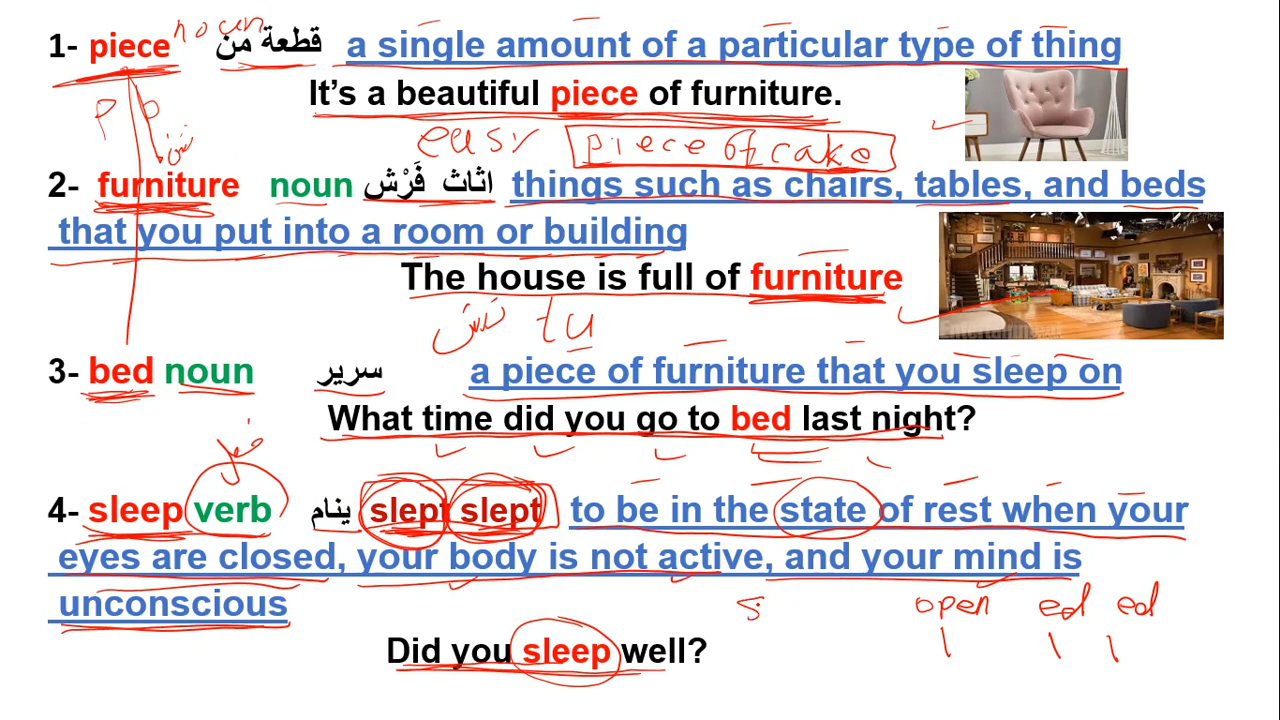 1- piece noun قطعة من a single amount of a particular type of thing
It's a beautiful piece of furniture.
easy piece of cake
2- furniture noun اثاث فَرْش things such as chairs, tables, and beds
that you put into a room or building
The house is full of furniture
tu
3- bed noun سرير a piece of furniture that you sleep on
What time did you go to bed last night?
فعل
4- sleep verb ينام slept slept to be in the state of rest when your
eyes are closed, your body is not active, and your mind is
unconscious
open ed ed
Did you sleep well?